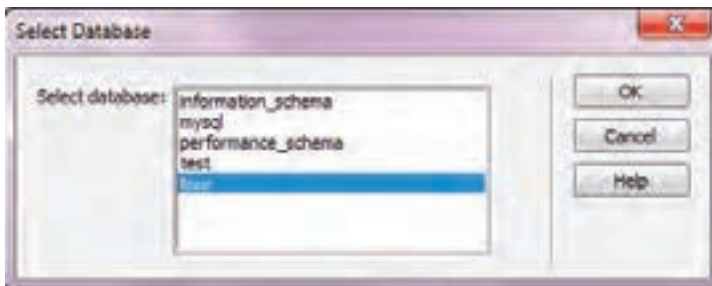 Select Database
Select database:
information_schema
mysql
performance_schema
test
OK
Cancel
Help